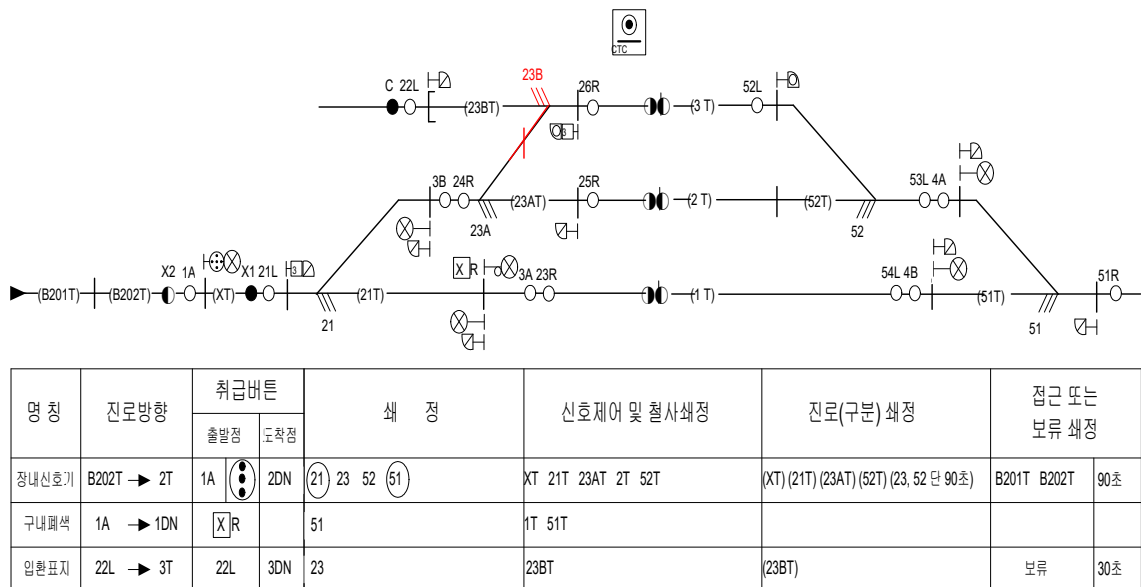 CTC
23B
C 22L
(23BT)
26R
(3 T)
52L
3
3B 24R
(23AT)
25R
(2 T)
(52T)
53L 4A
23A
52
X2 1A
X1 21L
3
X R
(B201T)
(B202T)
(XT)
(21T)
3A 23R
(1 T)
54L 4B
(51T)
51R
21
51
명 칭
진로방향
취급버튼
출발점
도착점
쇄 정
신호제어 및 철사쇄정
진로(구분) 쇄정
접근 또는
보류 쇄정
장내신호기 B202T → 2T 1A 2DN 21 23 52 51 XT 21T 23AT 2T 52T (XT) (21T) (23AT) (52T) (23, 52 단 90초) B201T B202T 90초
구내폐색 1A → 1DN X R 51 1T 51T
입환표지 22L → 3T 22L 3DN 23 23BT (23BT) 보류 30초